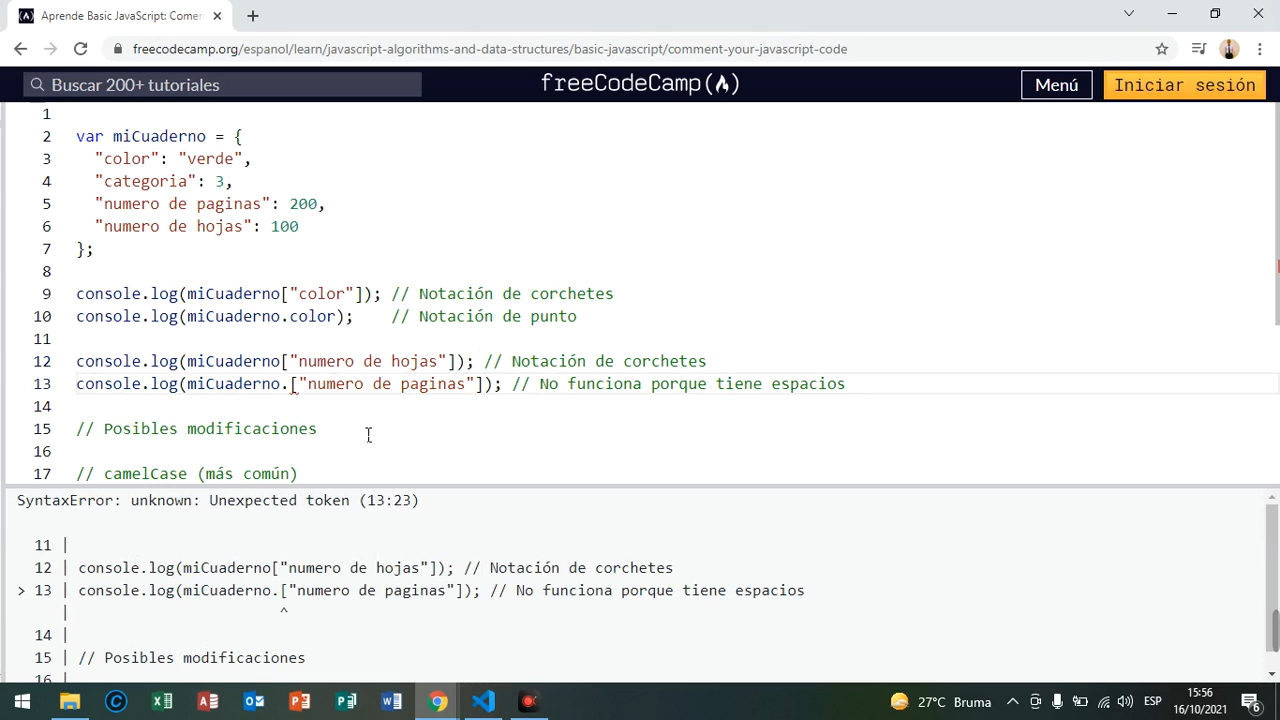 Aprende Basic JavaScript: Comen
freecodecamp.org/espanol/learn/javascript-algorithms-and-data-structures/basic-javascript/comment-your-javascript-code
Buscar 200+ tutoriales
freeCodeCamp
Menú
Iniciar sesión
1
2 var miCuaderno = {
3 "color": "verde",
4 "categoria": 3,
5 "numero de paginas": 200,
6 "numero de hojas": 100
7 };
8
9 console.log(miCuaderno["color"]); // Notación de corchetes
10 console.log(miCuaderno.color); // Notación de punto
11
12 console.log(miCuaderno["numero de hojas"]); // Notación de corchetes
13 console.log(miCuaderno.["numero de paginas"]); // No funciona porque tiene espacios
14
15 // Posibles modificaciones
16
17 // camelCase (más común)
SyntaxError: unknown: Unexpected token (13:23)
11 |
12 | console.log(miCuaderno["numero de hojas"]); // Notación de corchetes
> 13 | console.log(miCuaderno.["numero de paginas"]); // No funciona porque tiene espacios
| ^
14 |
15 | // Posibles modificaciones
16 |
27°C Bruma
ESP
15:56
16/10/2021
6